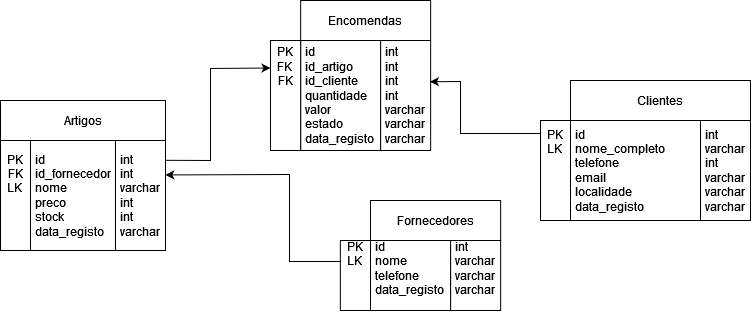 Encomendas
PK id int
FK id_artigo int
FK id_cliente int
quantidade int
valor varchar
estado varchar
data_registo varchar
Artigos
PK id int
FK id_fornecedor int
LK nome varchar
preco int
stock int
data_registo varchar
Clientes
PK id int
LK nome_completo varchar
telefone int
email varchar
localidade varchar
data_registo varchar
Fornecedores
PK id int
LK nome varchar
telefone varchar
data_registo varchar